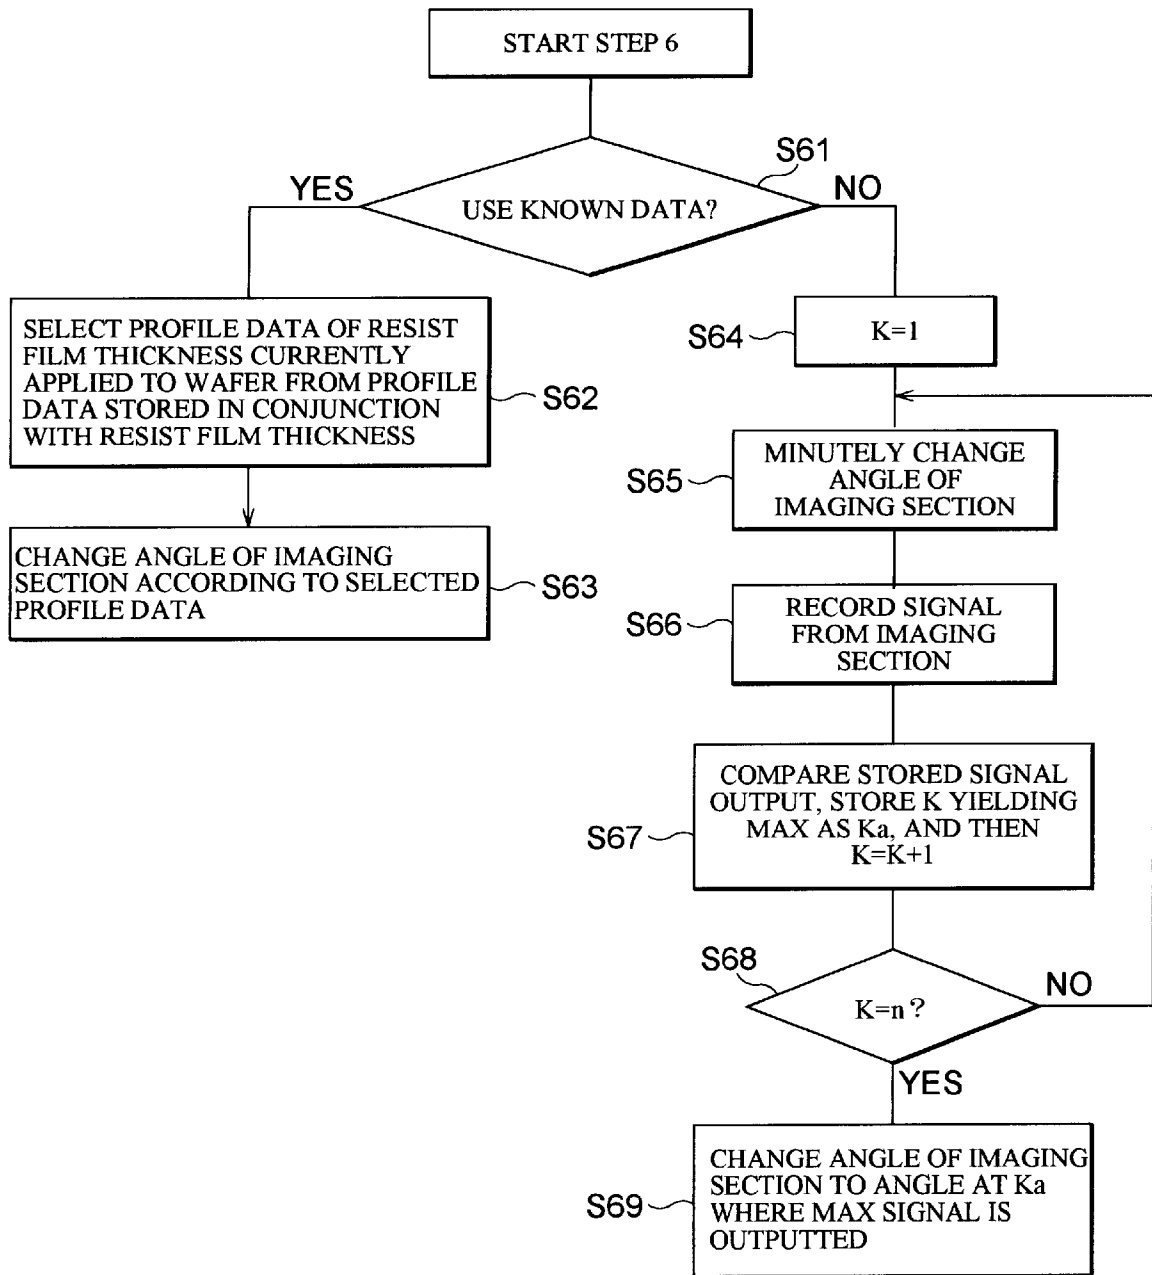 START STEP 6
S61
YES
NO
USE KNOWN DATA?
SELECT PROFILE DATA OF RESIST
FILM THICKNESS CURRENTLY
APPLIED TO WAFER FROM PROFILE
DATA STORED IN CONJUNCTION
WITH RESIST FILM THICKNESS
S62
CHANGE ANGLE OF IMAGING
SECTION ACCORDING TO SELECTED
PROFILE DATA
S63
S64
K=1
S65
MINUTELY CHANGE
ANGLE OF
IMAGING SECTION
S66
RECORD SIGNAL
FROM IMAGING
SECTION
S67
COMPARE STORED SIGNAL
OUTPUT, STORE K YIELDING
MAX AS Ka, AND THEN
K=K+1
S68
K=n?
NO
YES
S69
CHANGE ANGLE OF IMAGING
SECTION TO ANGLE AT Ka
WHERE MAX SIGNAL IS
OUTPUTTED